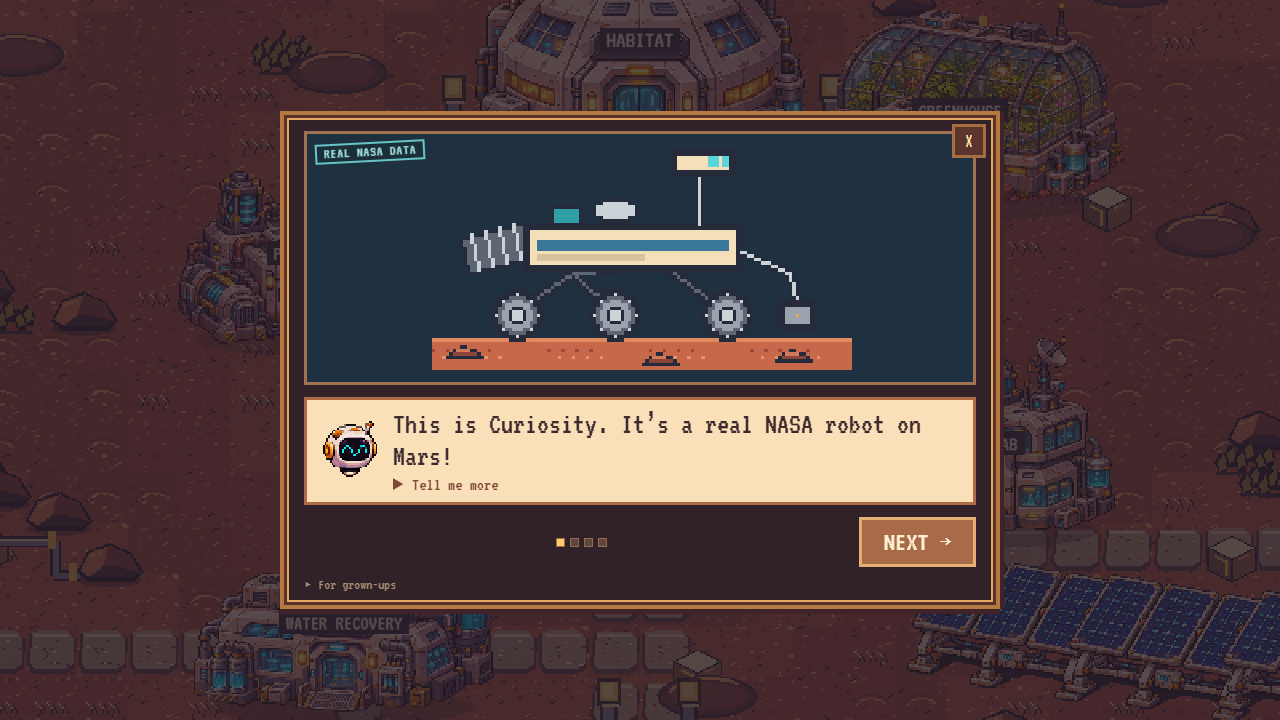 HABITAT
GREENHOUSE
REAL NASA DATA
X
This is Curiosity. It's a real NASA robot on
Mars!
▶ Tell me more
NEXT →
▸ For grown-ups
WATER RECOVERY